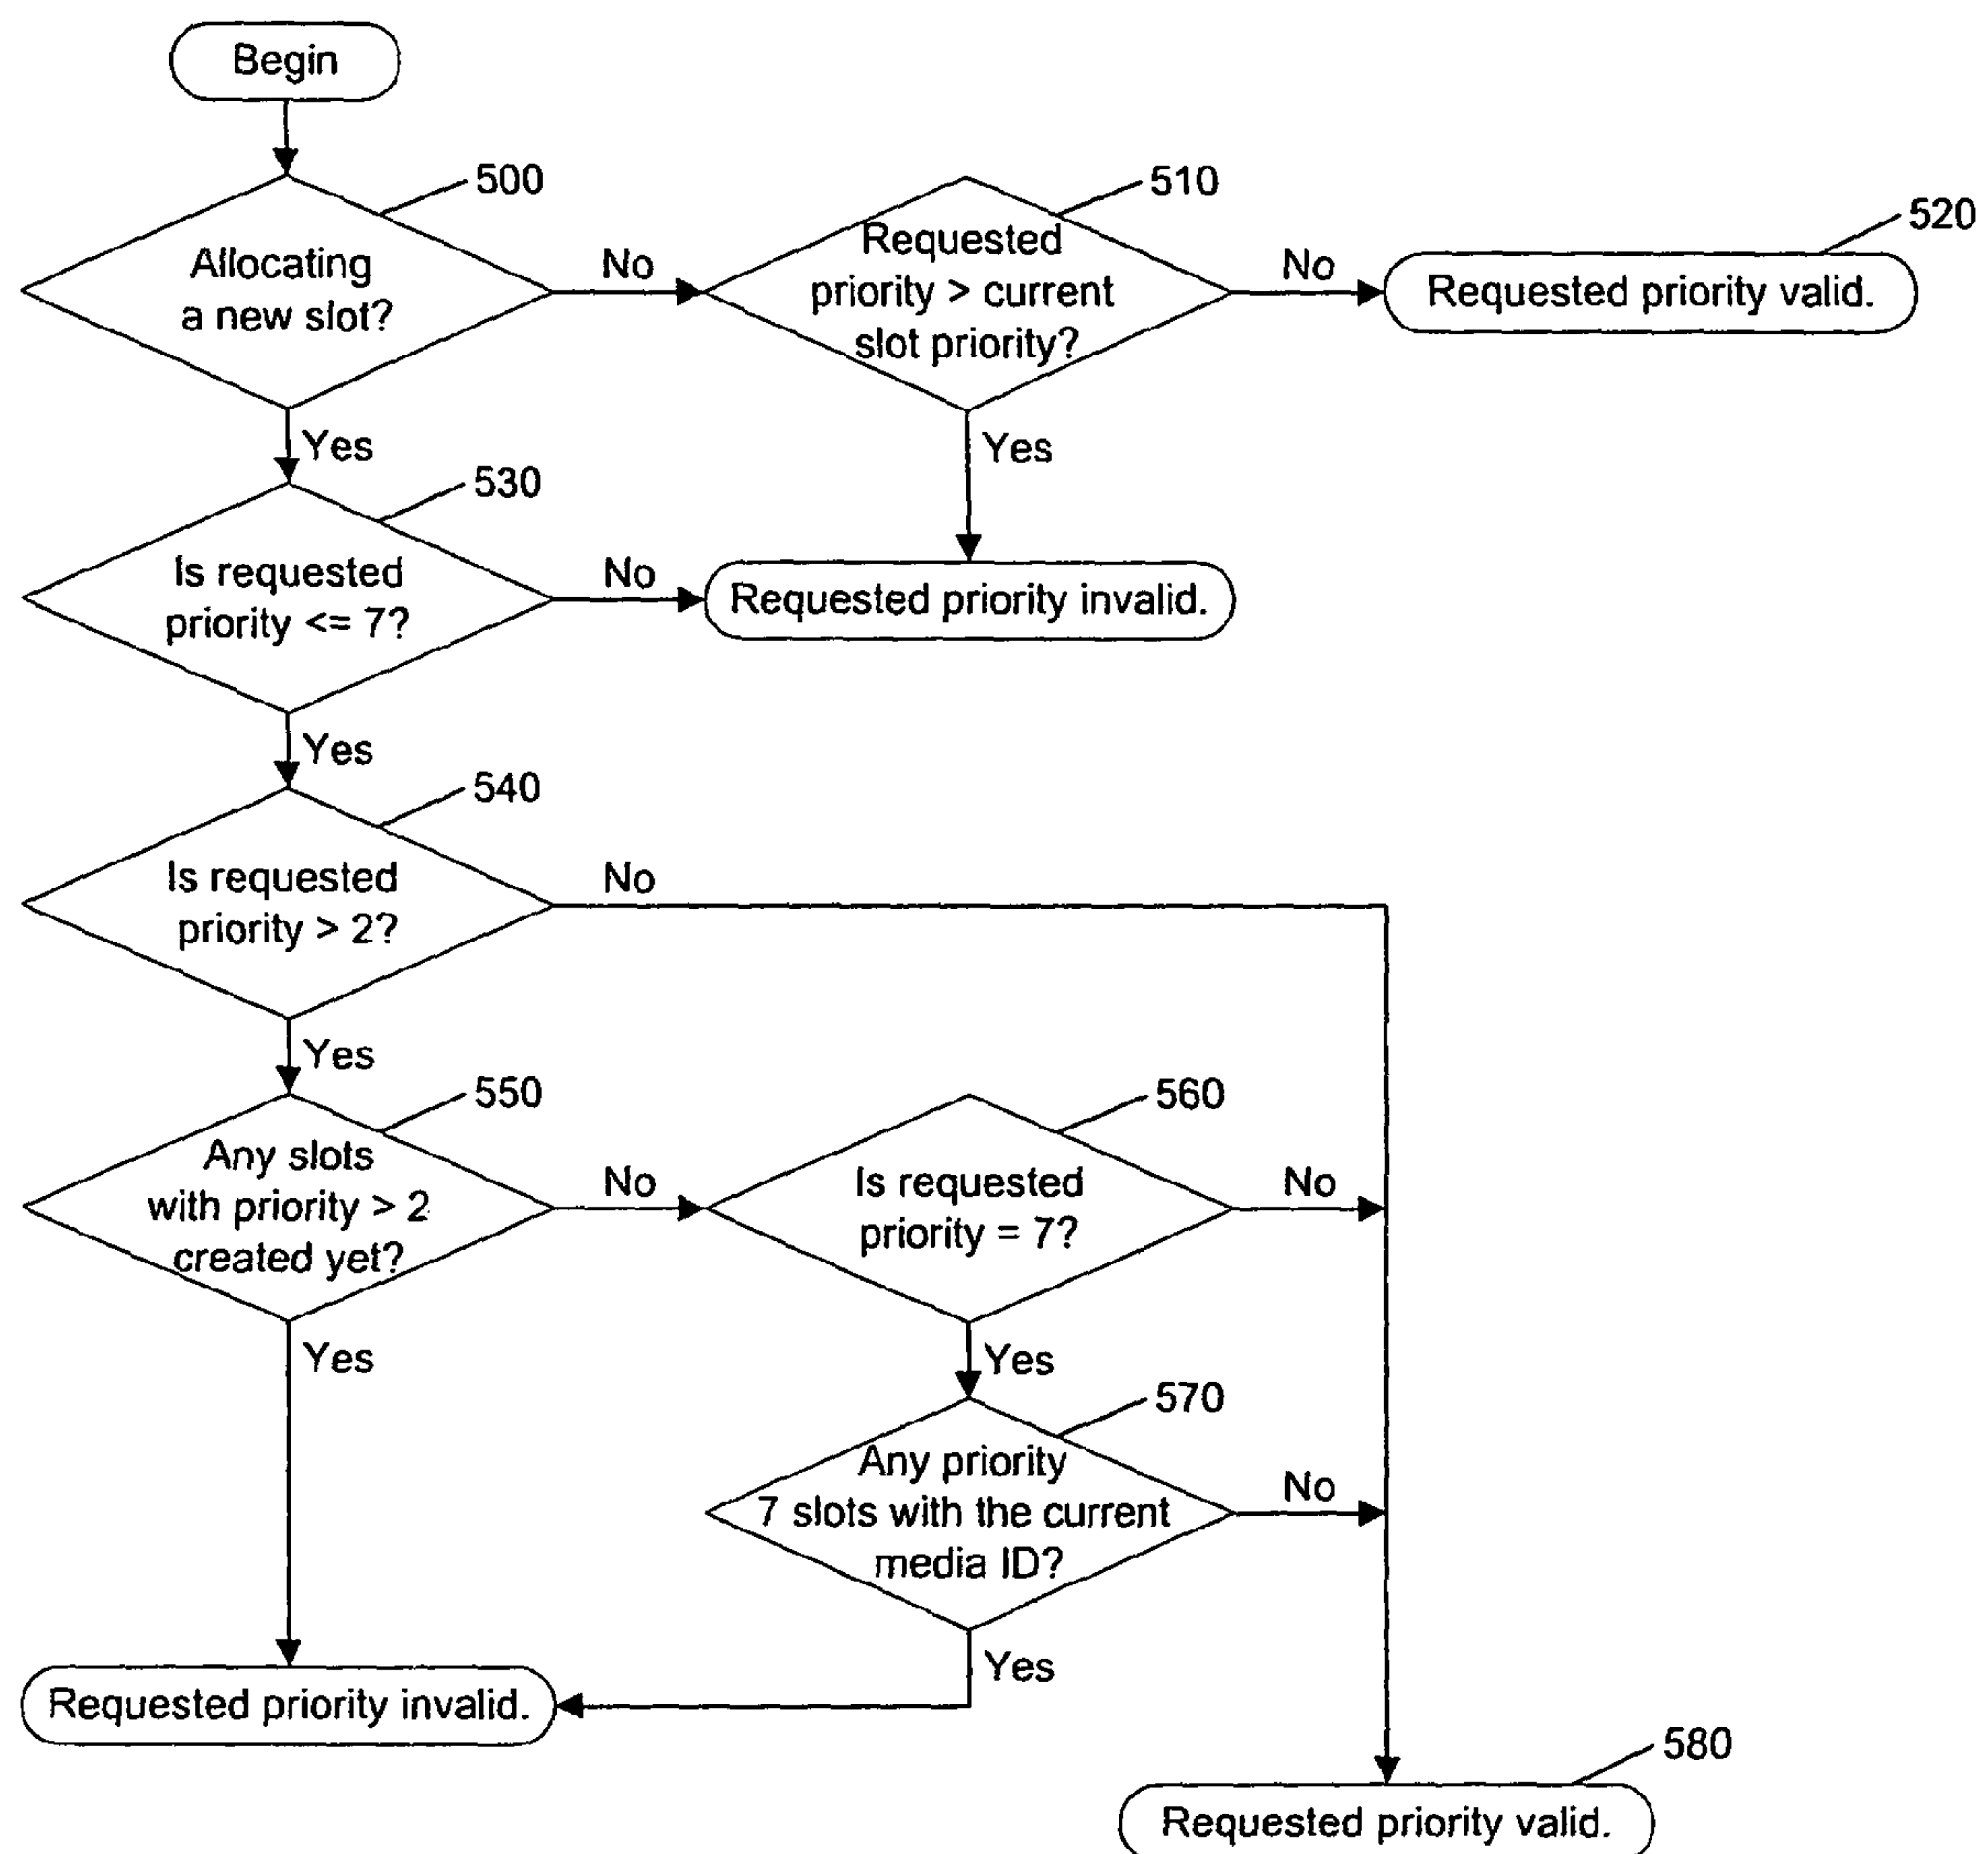 Begin
500
Allocating
a new slot?
No
510
Requested
priority > current
slot priority?
No
520
Requested priority valid.
Yes
Yes
530
Is requested
priority <= 7?
No
Requested priority invalid.
Yes
540
Is requested
priority > 2?
No
Yes
550
Any slots
with priority > 2
created yet?
No
560
Is requested
priority = 7?
No
Yes
Yes
570
Any priority
7 slots with the current
media ID?
No
Yes
Requested priority invalid.
580
Requested priority valid.